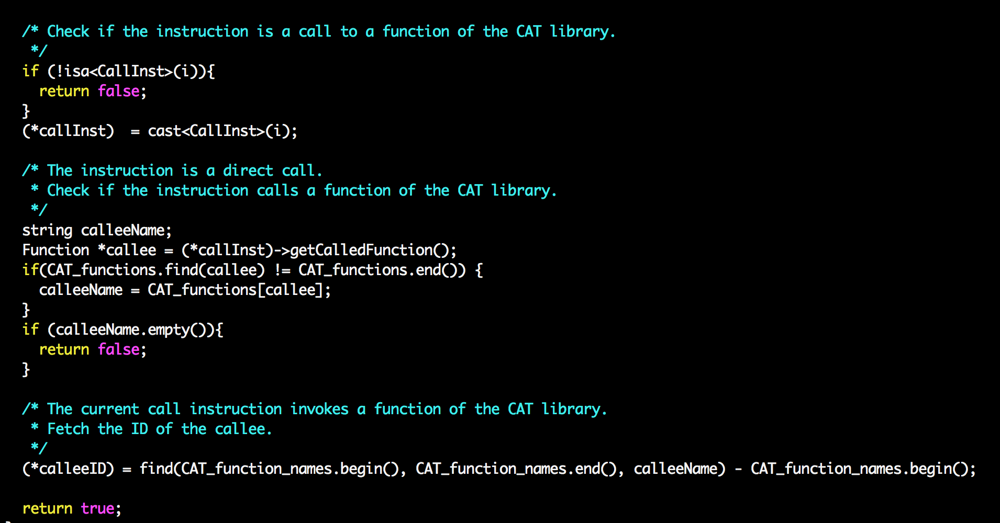 /* Check if the instruction is a call to a function of the CAT library.
 */
if (!isa<CallInst>(i)){
  return false;
}
(*callInst)  = cast<CallInst>(i);

/* The instruction is a direct call.
 * Check if the instruction calls a function of the CAT library.
 */
string calleeName;
Function *callee = (*callInst)->getCalledFunction();
if(CAT_functions.find(callee) != CAT_functions.end()) {
  calleeName = CAT_functions[callee];
}
if (calleeName.empty()){
  return false;
}

/* The current call instruction invokes a function of the CAT library.
 * Fetch the ID of the callee.
 */
(*calleeID) = find(CAT_function_names.begin(), CAT_function_names.end(), calleeName) - CAT_function_names.begin();

return true;